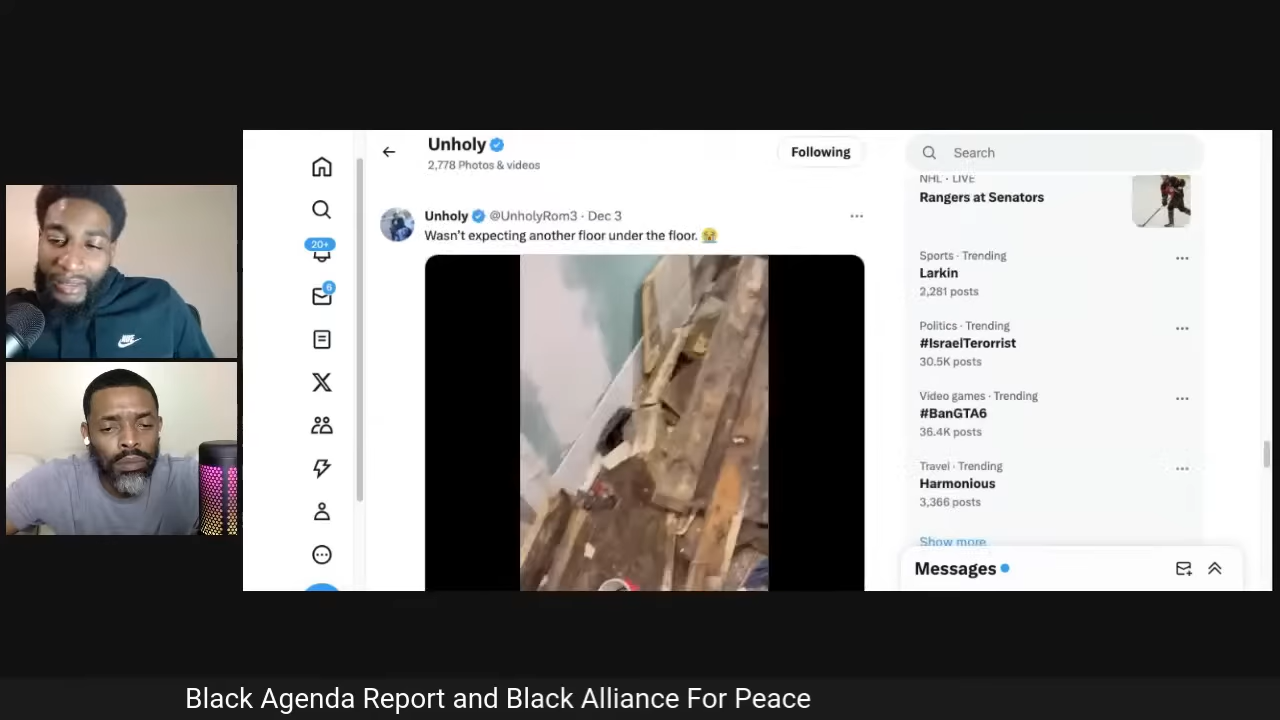 Unholy
2,778 Photos & videos
Following
Search
NHL · LIVE
Rangers at Senators
Unholy @UnholyRom3 · Dec 3
Wasn't expecting another floor under the floor. 😭
20+
6
Sports · Trending
Larkin
2,281 posts
Politics · Trending
#IsraelTerorrist
30.5K posts
Video games · Trending
#BanGTA6
36.4K posts
Travel · Trending
Harmonious
3,366 posts
Show more
Messages
NIKE
Black Agenda Report and Black Alliance For Peace